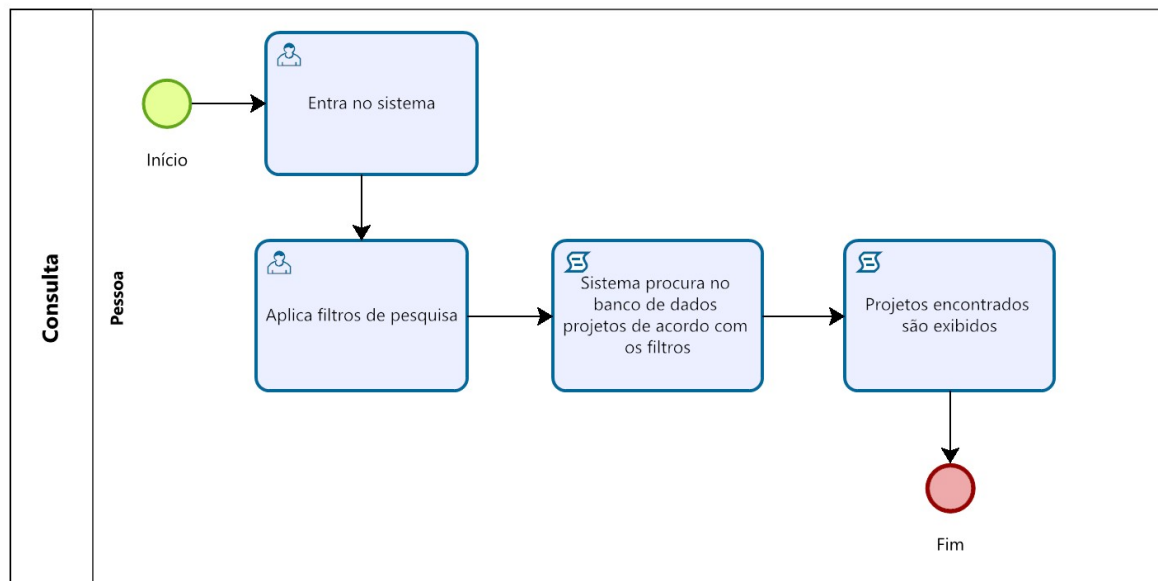 Consulta
Pessoa
Início
Entra no sistema
Aplica filtros de pesquisa
Sistema procura no
banco de dados
projetos de acordo com
os filtros
Projetos encontrados
são exibidos
Fim